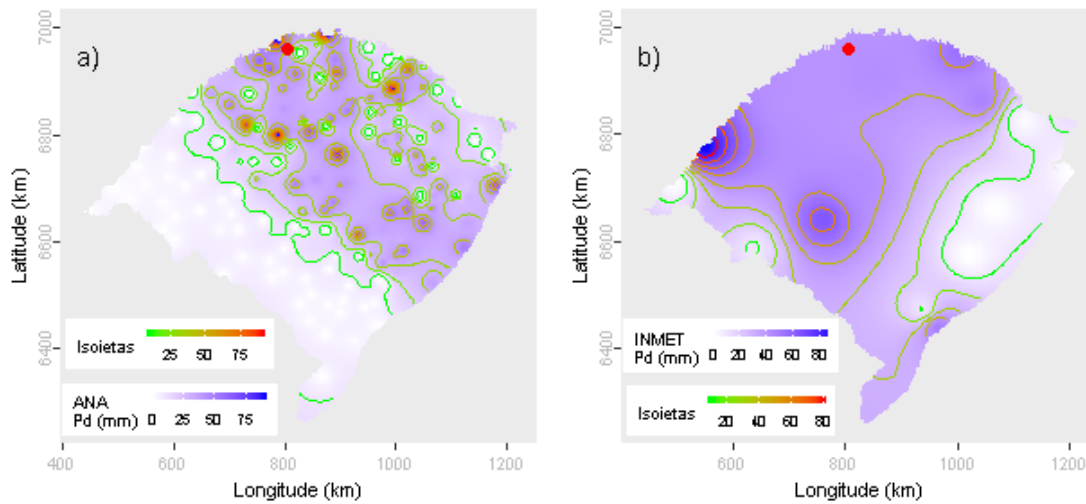 a)
7000
6800
6600
6400
Latitude (km)
Isoietas
25 50 75
ANA
Pd (mm)
0 25 50 75
400 600 800 1000 1200
Longitude (km)
b)
7000
6800
6600
6400
Latitude (km)
INMET
Pd (mm)
0 20 40 60 80
Isoietas
20 40 60 80
600 800 1000 1200
Longitude (km)